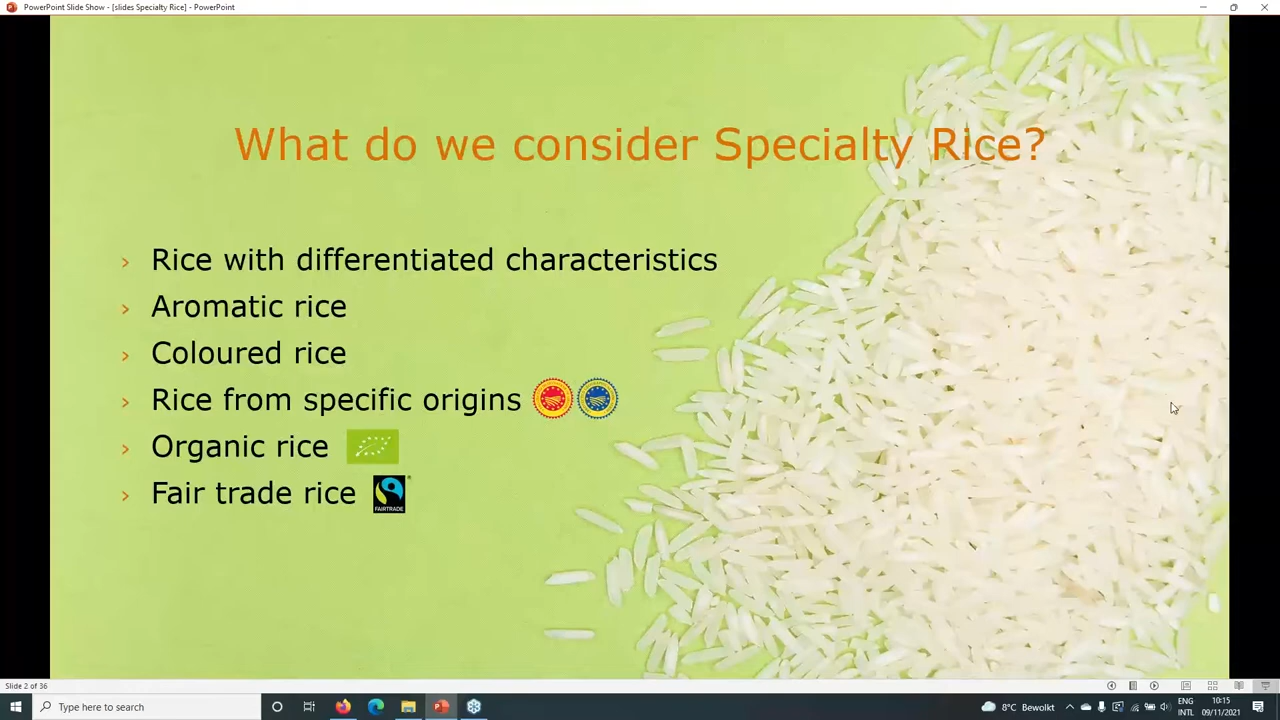 PowerPoint Slide Show - [slides Specialty Rice] - PowerPoint
What do we consider Specialty Rice?
› Rice with differentiated characteristics
› Aromatic rice
› Coloured rice
› Rice from specific origins
› Organic rice
› Fair trade rice
FAIRTRADE
Slide 2 of 36
Type here to search
8°C Bewolkt
ENG
INTL
10:15
09/11/2021